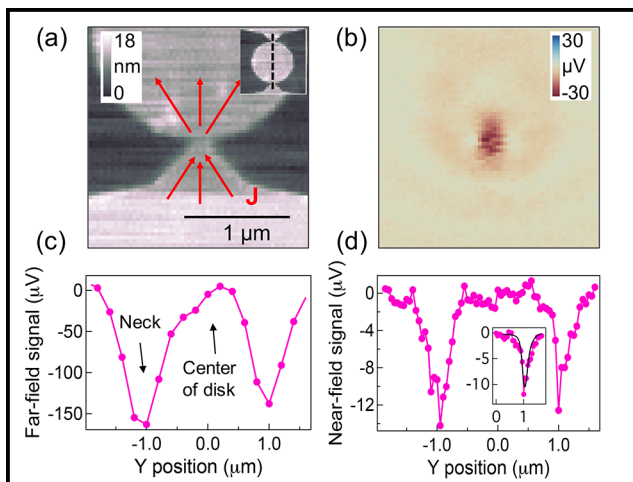 (a)
18
nm
0
J
1 μm
(b)
30
μV
-30
(c)
Far-field signal (μV)
0
-50
-100
-150
Neck
Center
of disk
-1.0
0.0
1.0
Y position (μm)
(d)
Near-field signal (μV)
0
-4
-8
-12
0
-5
-10
0
1
-1.0
0.0
1.0
Y position (μm)